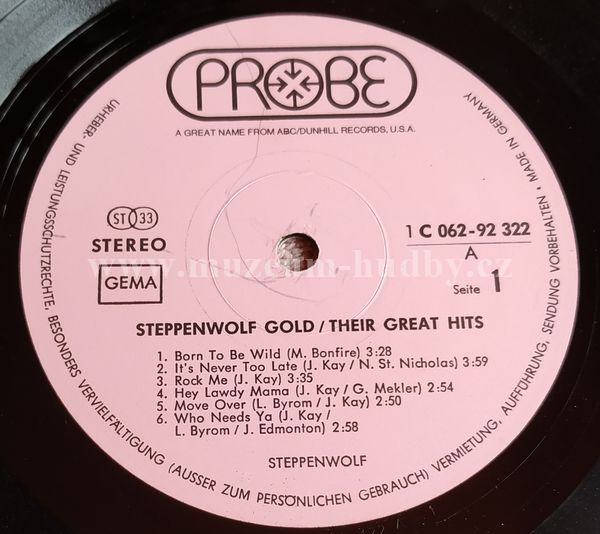 PROBE
A GREAT NAME FROM ABC/DUNHILL RECORDS, U.S.A.
URHEBER- UND LEISTUNGSSCHUTZRECHTE, BESONDERS VERVIELFÄLTIGUNG (AUSSER ZUM PERSÖNLICHEN GEBRAUCH) VERMIETUNG, AUFFÜHRUNG, SENDUNG VORBEHALTEN • MADE IN GERMANY
ST 33
STEREO
GEMA
1 C 062-92 322
A
Seite 1
www.muzeum-hudby.cz
STEPPENWOLF GOLD / THEIR GREAT HITS
1. Born To Be Wild (M. Bonfire) 3:28
2. It's Never Too Late (J. Kay / N. St. Nicholas) 3:59
3. Rock Me (J. Kay) 3:35
4. Hey Lawdy Mama (J. Kay / G. Mekler) 2:54
5. Move Over (L. Byrom / J. Kay) 2:50
6. Who Needs Ya (J. Kay /
L. Byrom / J. Edmonton) 2:58
STEPPENWOLF